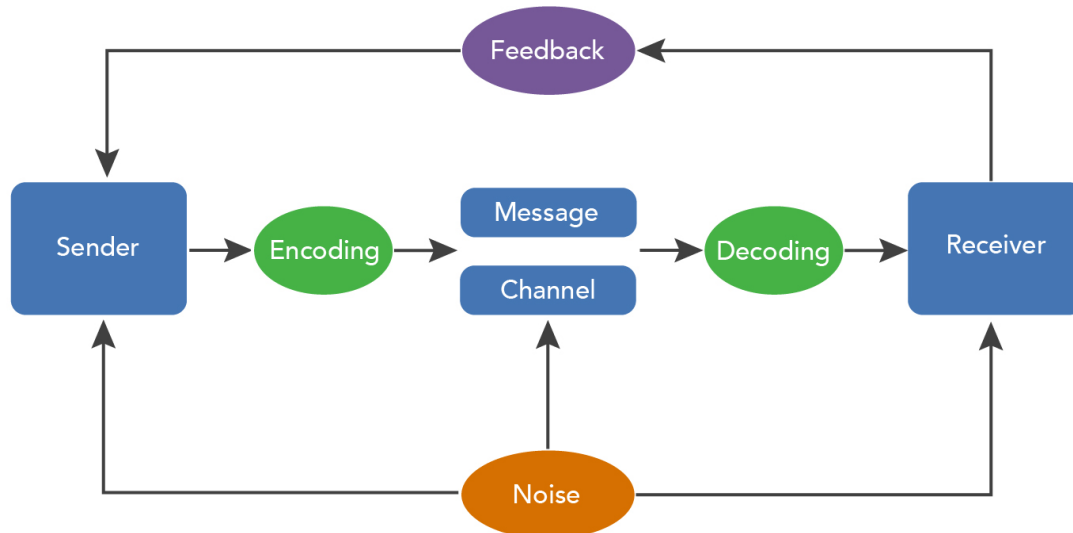 Feedback
Sender
Encoding
Message
Channel
Decoding
Receiver
Noise